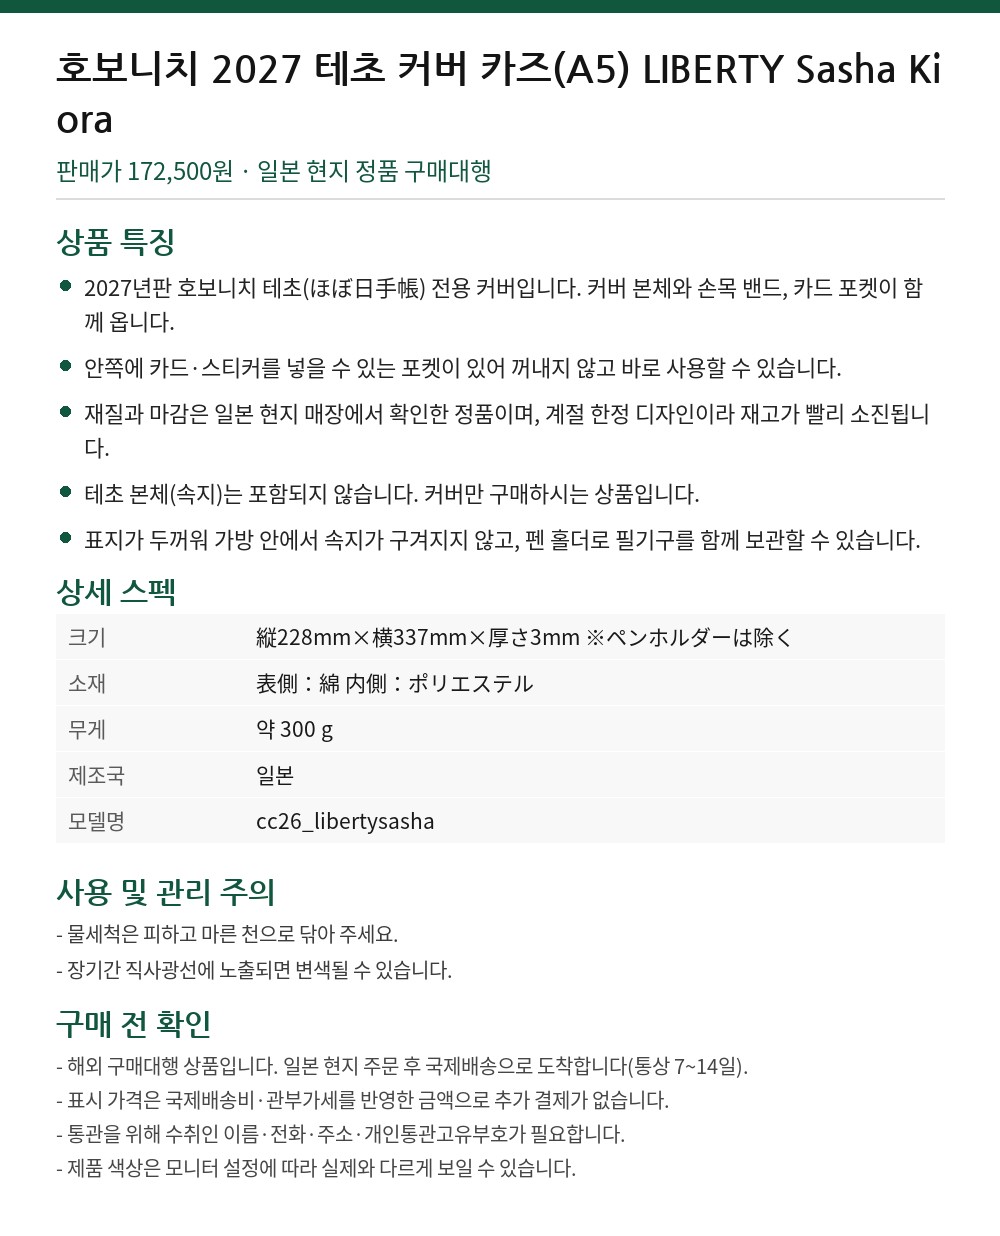 호보니치 2027 테초 커버 카즈(A5) LIBERTY Sasha Ki
ora
판매가 172,500원 · 일본 현지 정품 구매대행
상품 특징
● 2027년판 호보니치 테초(ほぼ日手帳) 전용 커버입니다. 커버 본체와 손목 밴드, 카드 포켓이 함
께 옵니다.
● 안쪽에 카드·스티커를 넣을 수 있는 포켓이 있어 꺼내지 않고 바로 사용할 수 있습니다.
● 재질과 마감은 일본 현지 매장에서 확인한 정품이며, 계절 한정 디자인이라 재고가 빨리 소진됩니
다.
● 테초 본체(속지)는 포함되지 않습니다. 커버만 구매하시는 상품입니다.
● 표지가 두꺼워 가방 안에서 속지가 구겨지지 않고, 펜 홀더로 필기구를 함께 보관할 수 있습니다.
상세 스펙
크기 縦228mm×横337mm×厚さ3mm ※ペンホルダーは除く
소재 表側：綿 内側：ポリエステル
무게 약 300 g
제조국 일본
모델명 cc26_libertysasha
사용 및 관리 주의
- 물세척은 피하고 마른 천으로 닦아 주세요.
- 장기간 직사광선에 노출되면 변색될 수 있습니다.
구매 전 확인
- 해외 구매대행 상품입니다. 일본 현지 주문 후 국제배송으로 도착합니다(통상 7~14일).
- 표시 가격은 국제배송비·관부가세를 반영한 금액으로 추가 결제가 없습니다.
- 통관을 위해 수취인 이름·전화·주소·개인통관고유부호가 필요합니다.
- 제품 색상은 모니터 설정에 따라 실제와 다르게 보일 수 있습니다.